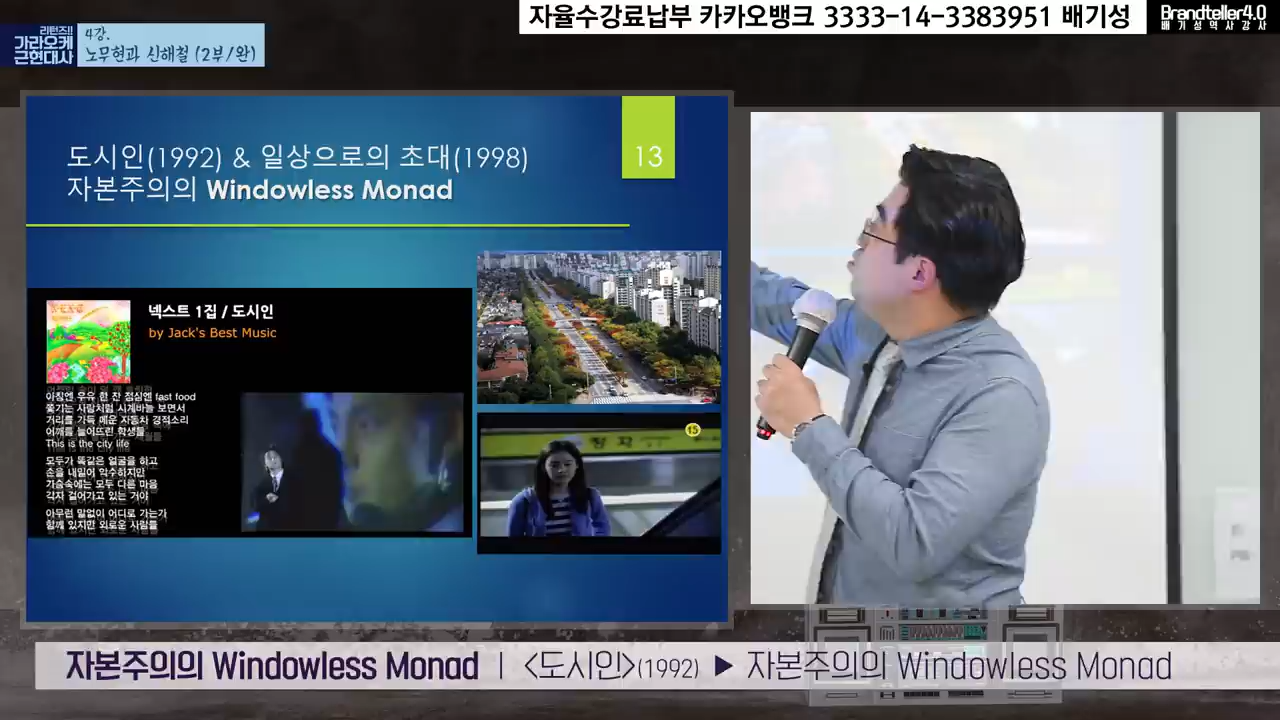 자율수강료납부 카카오뱅크 3333-14-3383951 배기성
Brandteller4.0
배기성역사강사
리턴즈!!
가라오케
근현대사
4강.
노무현과 신해철 (2부/완)
도시인(1992) & 일상으로의 초대(1998)
자본주의의 Windowless Monad
13
넥스트 1집 / 도시인
by Jack's Best Music
아침엔 우유 한 잔 점심엔 fast food
쫓기는 사람처럼 시계바늘 보면서
거리를 가득 메운 자동차 경적소리
어깨를 늘어뜨린 학생들
This is the city life
모두가 똑같은 얼굴을 하고
손을 내밀어 악수하지만
가슴속에는 모두 다른 마음
각자 걸어가고 있는 거야
아무런 말없이 어디로 가는가
함께 있지만 외로운 사람들
15
자본주의의 Windowless Monad | <도시인>(1992) ▶ 자본주의의 Windowless Monad